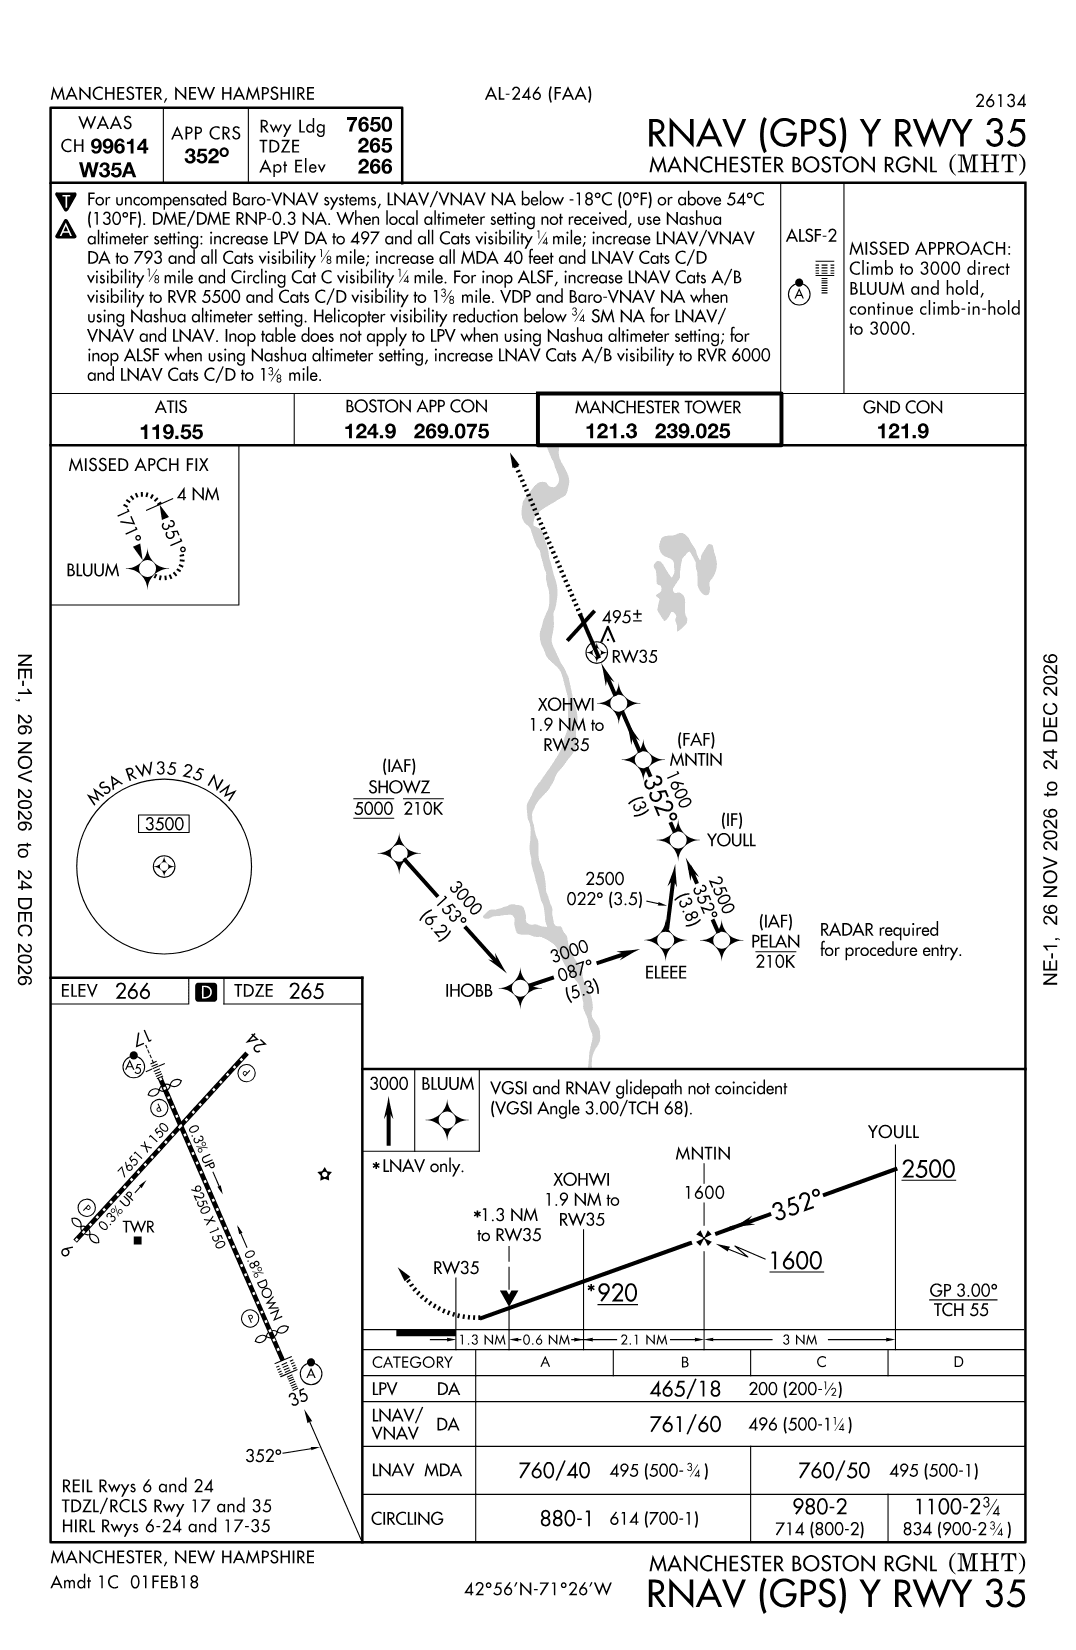 MANCHESTER, NEW HAMPSHIRE
AL-246 (FAA)
26134
WAAS
CH 99614
W35A
APP CRS
352°
Rwy Ldg 7650
TDZE 265
Apt Elev 266
RNAV (GPS) Y RWY 35
MANCHESTER BOSTON RGNL (MHT)
T
A
For uncompensated Baro-VNAV systems, LNAV/VNAV NA below -18°C (0°F) or above 54°C
(130°F). DME/DME RNP-0.3 NA. When local altimeter setting not received, use Nashua
altimeter setting: increase LPV DA to 497 and all Cats visibility ¼ mile; increase LNAV/VNAV
DA to 793 and all Cats visibility ⅛ mile; increase all MDA 40 feet and LNAV Cats C/D
visibility ⅛ mile and Circling Cat C visibility ¼ mile. For inop ALSF, increase LNAV Cats A/B
visibility to RVR 5500 and Cats C/D visibility to 1⅜ mile. VDP and Baro-VNAV NA when
using Nashua altimeter setting. Helicopter visibility reduction below ¾ SM NA for LNAV/
VNAV and LNAV. Inop table does not apply to LPV when using Nashua altimeter setting; for
inop ALSF when using Nashua altimeter setting, increase LNAV Cats A/B visibility to RVR 6000
and LNAV Cats C/D to 1⅜ mile.
ALSF-2
A
MISSED APPROACH:
Climb to 3000 direct
BLUUM and hold,
continue climb-in-hold
to 3000.
ATIS
119.55
BOSTON APP CON
124.9 269.075
MANCHESTER TOWER
121.3 239.025
GND CON
121.9
MISSED APCH FIX
4 NM
171°
351°
BLUUM
495±
RW35
XOHWI
1.9 NM to
RW35
(FAF)
MNTIN
1600
352°
(3)
(IAF)
SHOWZ
5000 210K
(IF)
YOULL
MSA RW35 25 NM
3500
3000
153°
(6.2)
2500
022° (3.5)
2500
352°
(3.8)
(IAF)
PELAN
210K
RADAR required
for procedure entry.
3000
087°
(5.3)
ELEEE
IHOBB
NE-1, 26 NOV 2026 to 24 DEC 2026
NE-1, 26 NOV 2026 to 24 DEC 2026
ELEV 266
D
TDZE 265
17
24
A5
P
P
7651 X 150
0.3% UP
0.3% UP
9250 X 150
P
TWR
6
0.8% DOWN
P
A
35
352°
REIL Rwys 6 and 24
TDZL/RCLS Rwy 17 and 35
HIRL Rwys 6-24 and 17-35
3000
BLUUM
VGSI and RNAV glidepath not coincident
(VGSI Angle 3.00/TCH 68).
*LNAV only.
YOULL
MNTIN
2500
XOHWI
1.9 NM to
RW35
1600
352°
*1.3 NM
to RW35
RW35
1600
*920
GP 3.00°
TCH 55
1.3 NM
0.6 NM
2.1 NM
3 NM
CATEGORY A B C D
LPV DA 465/18 200 (200-½)
LNAV/
VNAV DA 761/60 496 (500-1¼)
LNAV MDA 760/40 495 (500-¾) 760/50 495 (500-1)
CIRCLING 880-1 614 (700-1)
980-2
714 (800-2)
1100-2¾
834 (900-2¾)
MANCHESTER, NEW HAMPSHIRE
Amdt 1C 01FEB18
42°56'N-71°26'W
MANCHESTER BOSTON RGNL (MHT)
RNAV (GPS) Y RWY 35